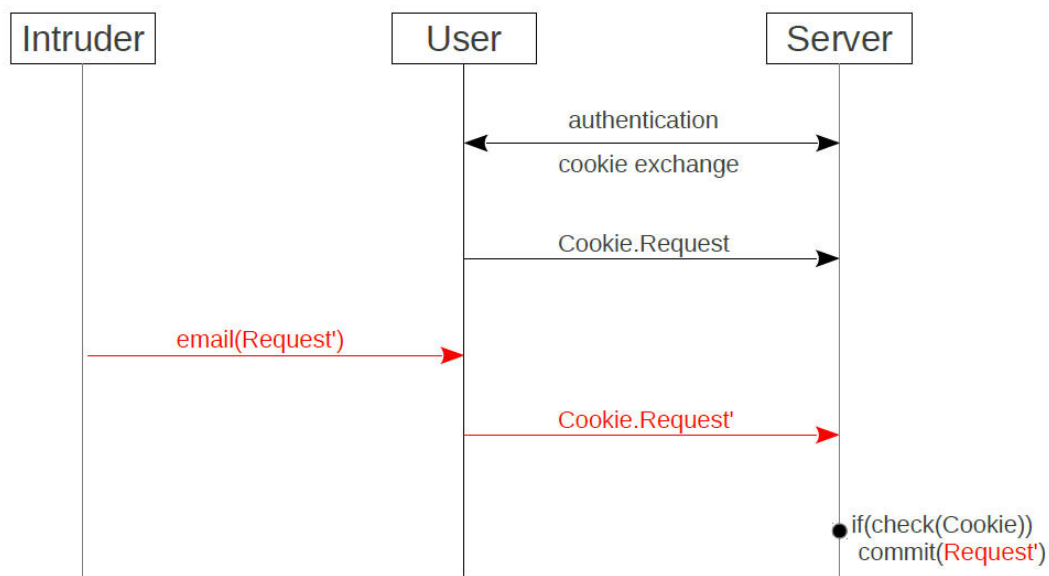 Intruder
User
Server
authentication
cookie exchange
Cookie.Request
email(Request')
Cookie.Request'
if(check(Cookie))
commit(Request')